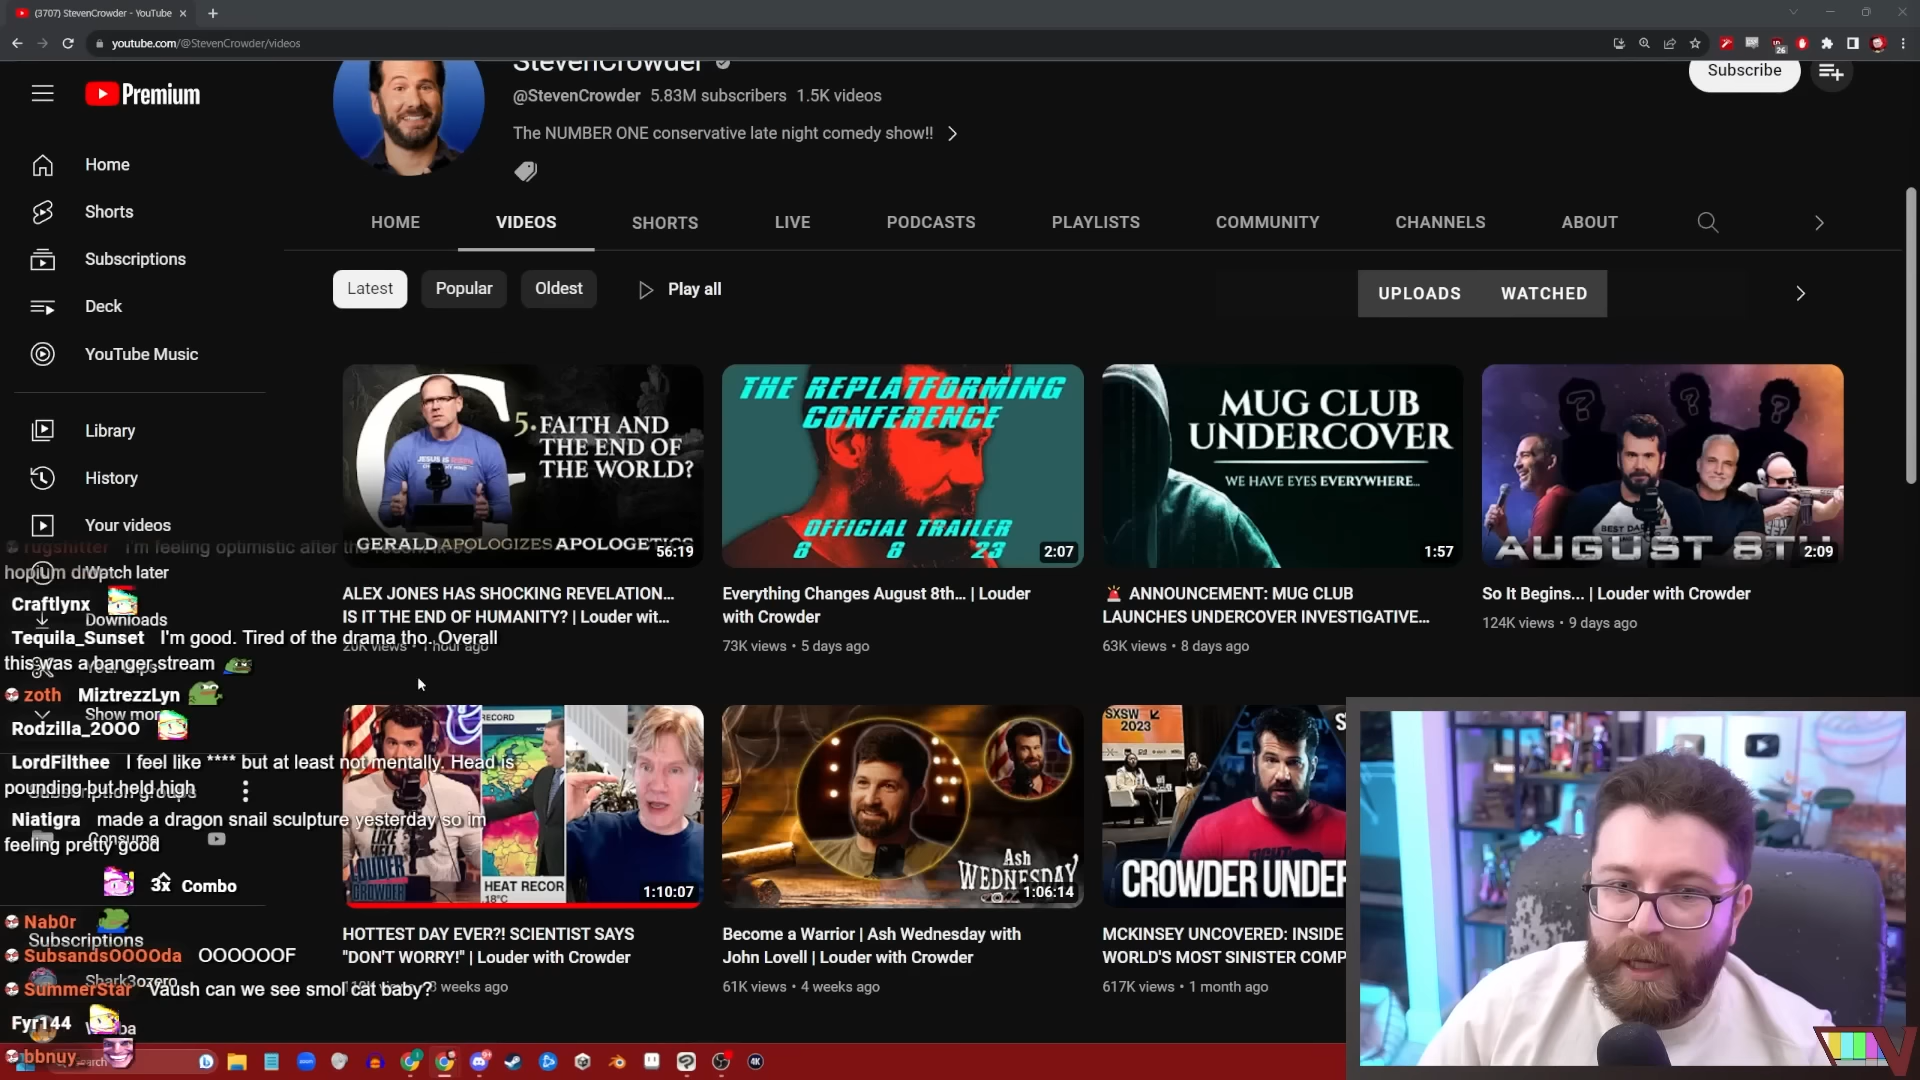 (3707) StevenCrowder - YouTube
youtube.com/@StevenCrowder/videos
26
Premium
StevenCrowder
@StevenCrowder 5.83M subscribers 1.5K videos
The NUMBER ONE conservative late night comedy show!!
Subscribe
HOME VIDEOS SHORTS LIVE PODCASTS PLAYLISTS COMMUNITY CHANNELS ABOUT
Latest Popular Oldest Play all
UPLOADS WATCHED
Home
Shorts
Subscriptions
Deck
YouTube Music
Library
History
Your videos
Watch later
Downloads
Show more
Subscription groups
Consume
Subscriptions
Shark3ozero
JESUS IS RISEN
5. FAITH AND
THE END OF
THE WORLD?
GERALD APOLOGIZES APOLOGETICS
56:19
ALEX JONES HAS SHOCKING REVELATION...
IS IT THE END OF HUMANITY? | Louder wit...
1 hour ago
THE REPLATFORMING
CONFERENCE
OFFICIAL TRAILER
8 8 23
2:07
Everything Changes August 8th... | Louder
with Crowder
73K views • 5 days ago
MUG CLUB
UNDERCOVER
WE HAVE EYES EVERYWHERE...
1:57
ANNOUNCEMENT: MUG CLUB
LAUNCHES UNDERCOVER INVESTIGATIVE...
63K views • 8 days ago
BEST DAD
AUGUST 8TH
2:09
So It Begins... | Louder with Crowder
124K views • 9 days ago
RECORD
HEAT RECOR
18°C
LOUDER
CROWDER
1:10:07
HOTTEST DAY EVER?! SCIENTIST SAYS
"DON'T WORRY!" | Louder with Crowder
3 weeks ago
Ash
WEDNESDAY
1:06:14
Become a Warrior | Ash Wednesday with
John Lovell | Louder with Crowder
61K views • 4 weeks ago
SXSW
2023
CROWDER UNDER
MCKINSEY UNCOVERED: INSIDE
WORLD'S MOST SINISTER COMP
617K views • 1 month ago
rugshitter I'm feeling optimistic after the recent
hopium drop
Craftlynx
Tequila_Sunset I'm good. Tired of the drama tho. Overall
this was a banger stream
zoth MiztrezzLyn
Rodzilla_2000
LordFilthee I feel like **** but at least not mentally. Head is
pounding but held high
Niatigra made a dragon snail sculpture yesterday so im
feeling pretty good
3x Combo
Nab0r
SubsandsOOOOda OOOOOOF
SummerStar Vaush can we see smol cat baby?
Fyr144
bbnuy
4K